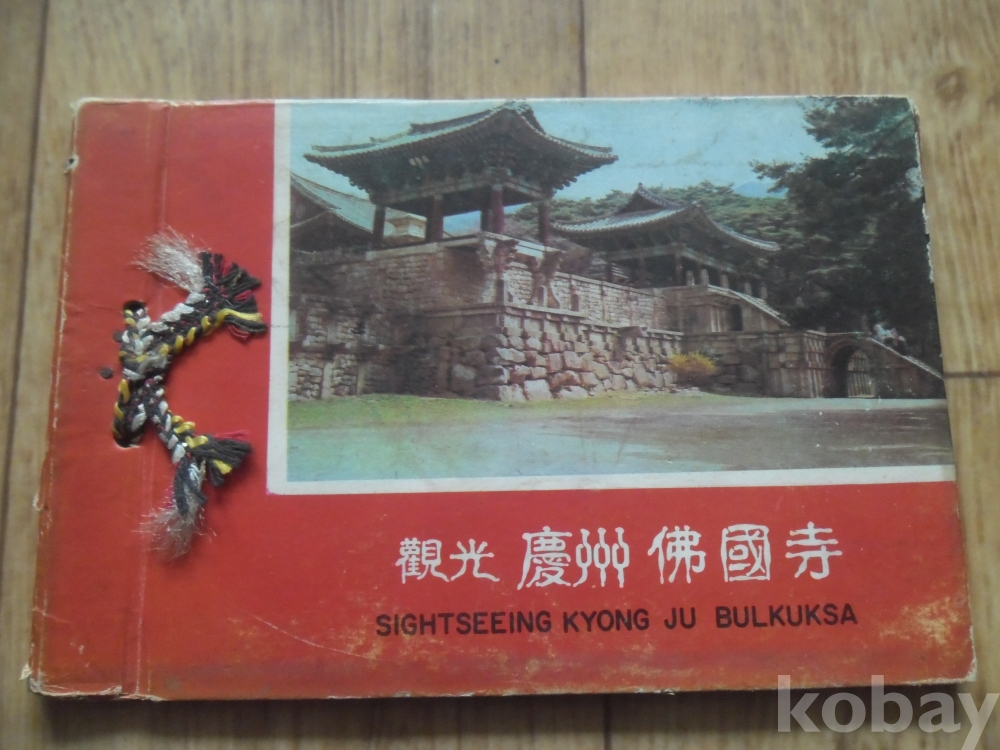 觀光 慶州 佛國寺
SIGHTSEEING KYONG JU BULKUKSA
kobay